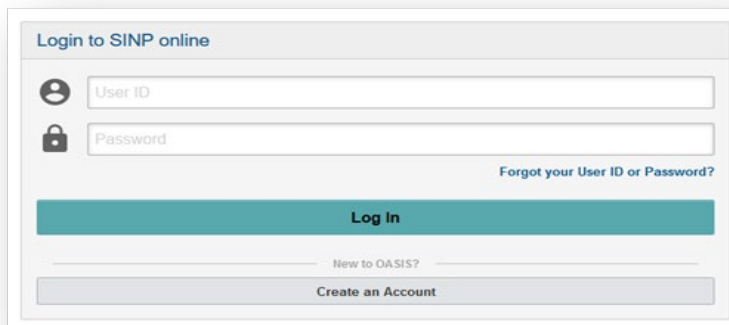 Login to SINP online
User ID
Password
Forgot your User ID or Password?
Log In
New to OASIS?
Create an Account